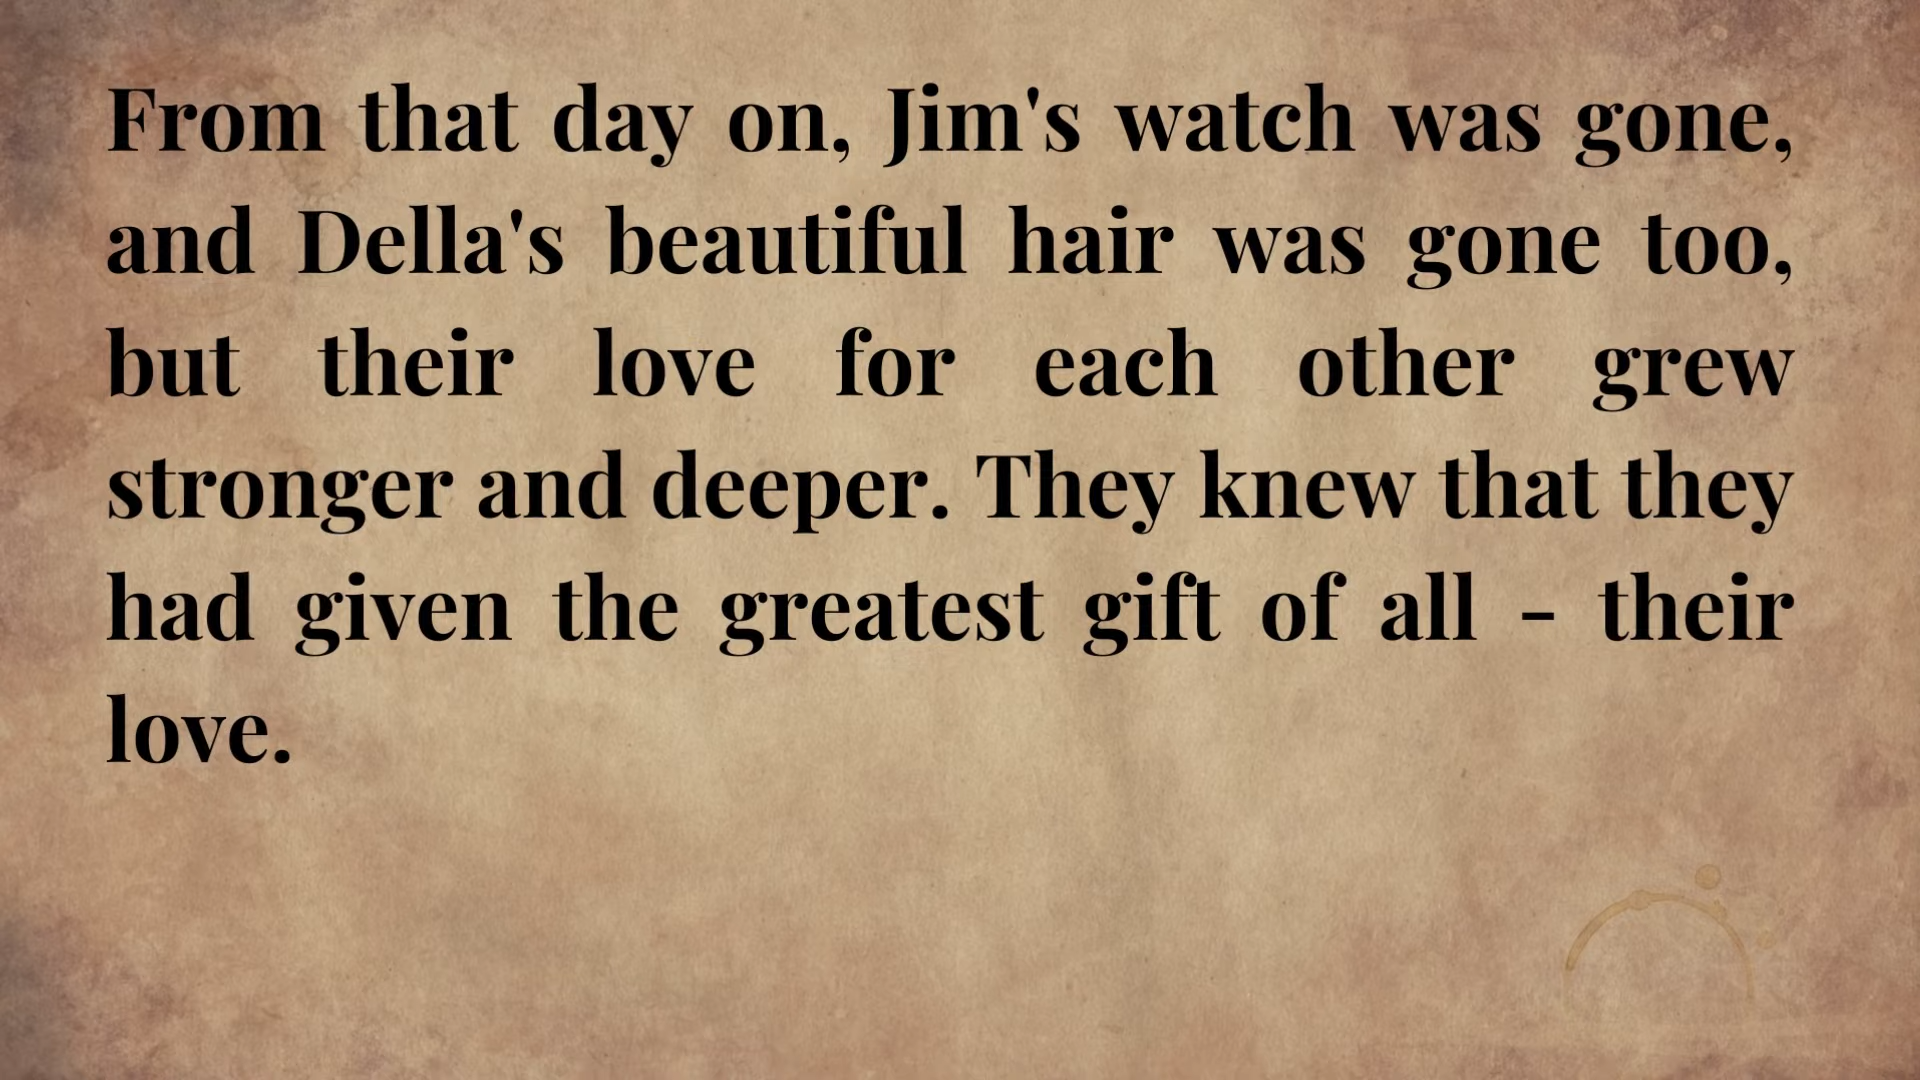 From that day on, Jim's watch was gone,
and Della's beautiful hair was gone too,
but their love for each other grew
stronger and deeper. They knew that they
had given the greatest gift of all - their
love.